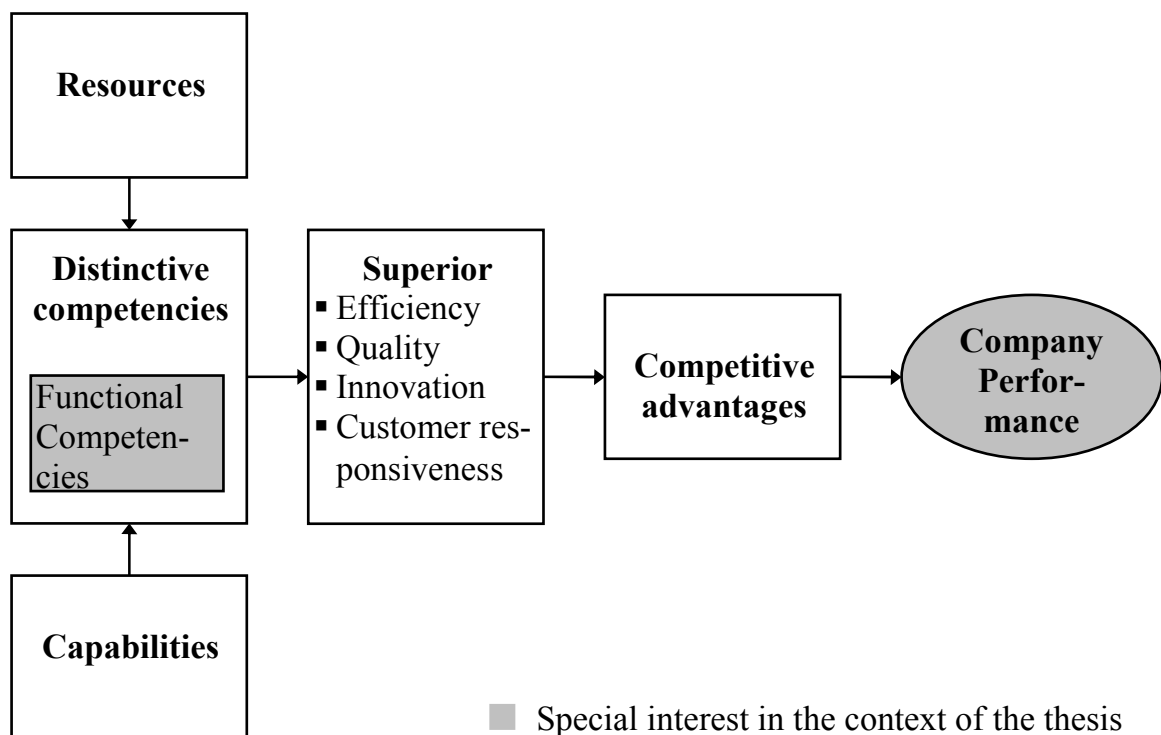 Resources
Distinctive
competencies
Functional
Competen-
cies
Capabilities
Superior
▪ Efficiency
▪ Quality
▪ Innovation
▪ Customer res-
ponsiveness
Competitive
advantages
Company
Perfor-
mance
Special interest in the context of the thesis